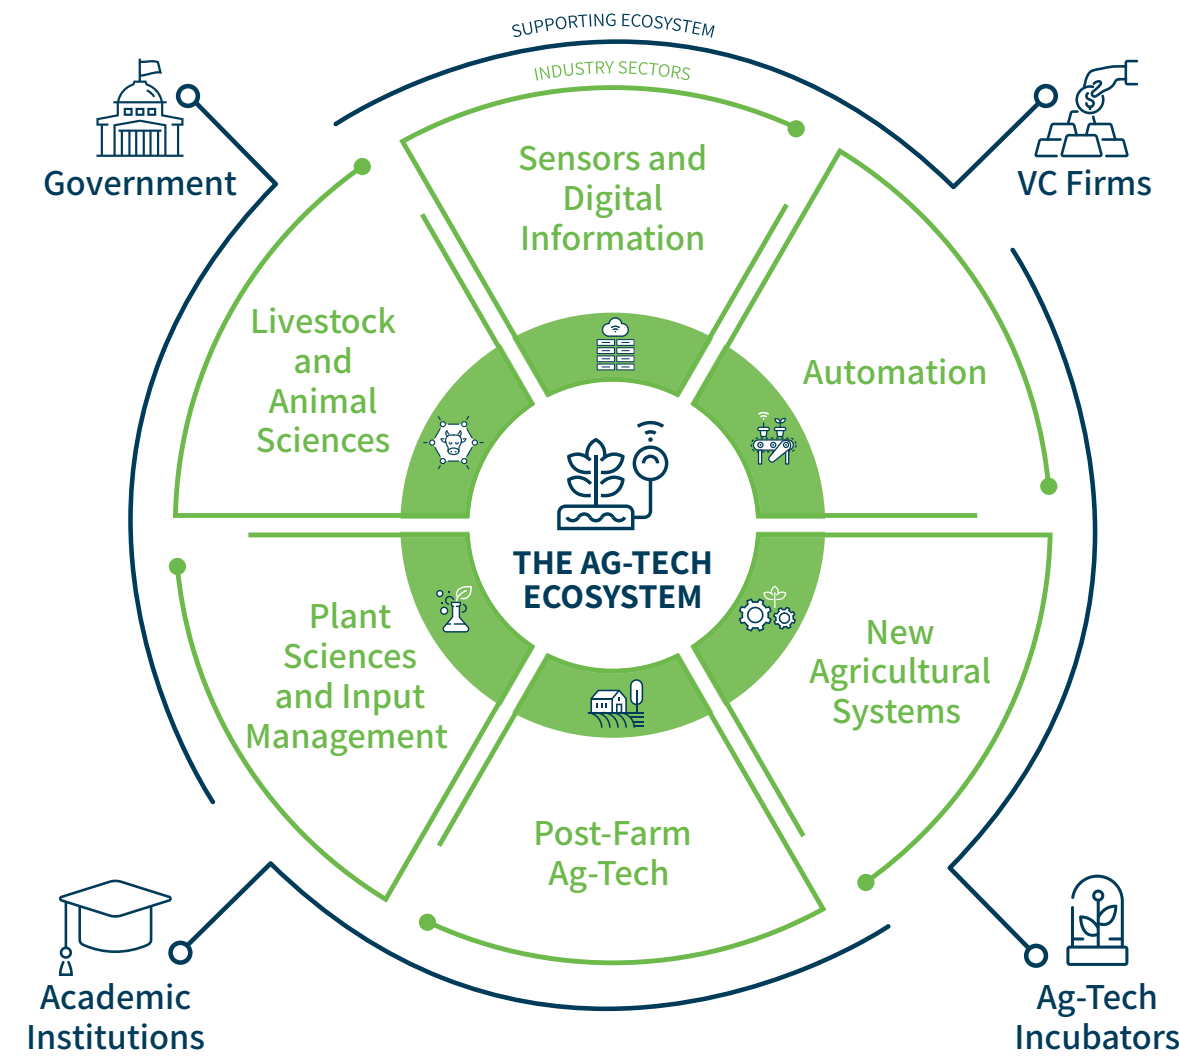 SUPPORTING ECOSYSTEM
INDUSTRY SECTORS
Government
VC Firms
Sensors and
Digital
Information
Livestock
and
Animal
Sciences
Automation
$
THE AG-TECH
ECOSYSTEM
Plant
Sciences
and Input
Management
New
Agricultural
Systems
Post-Farm
Ag-Tech
Academic
Institutions
Ag-Tech
Incubators